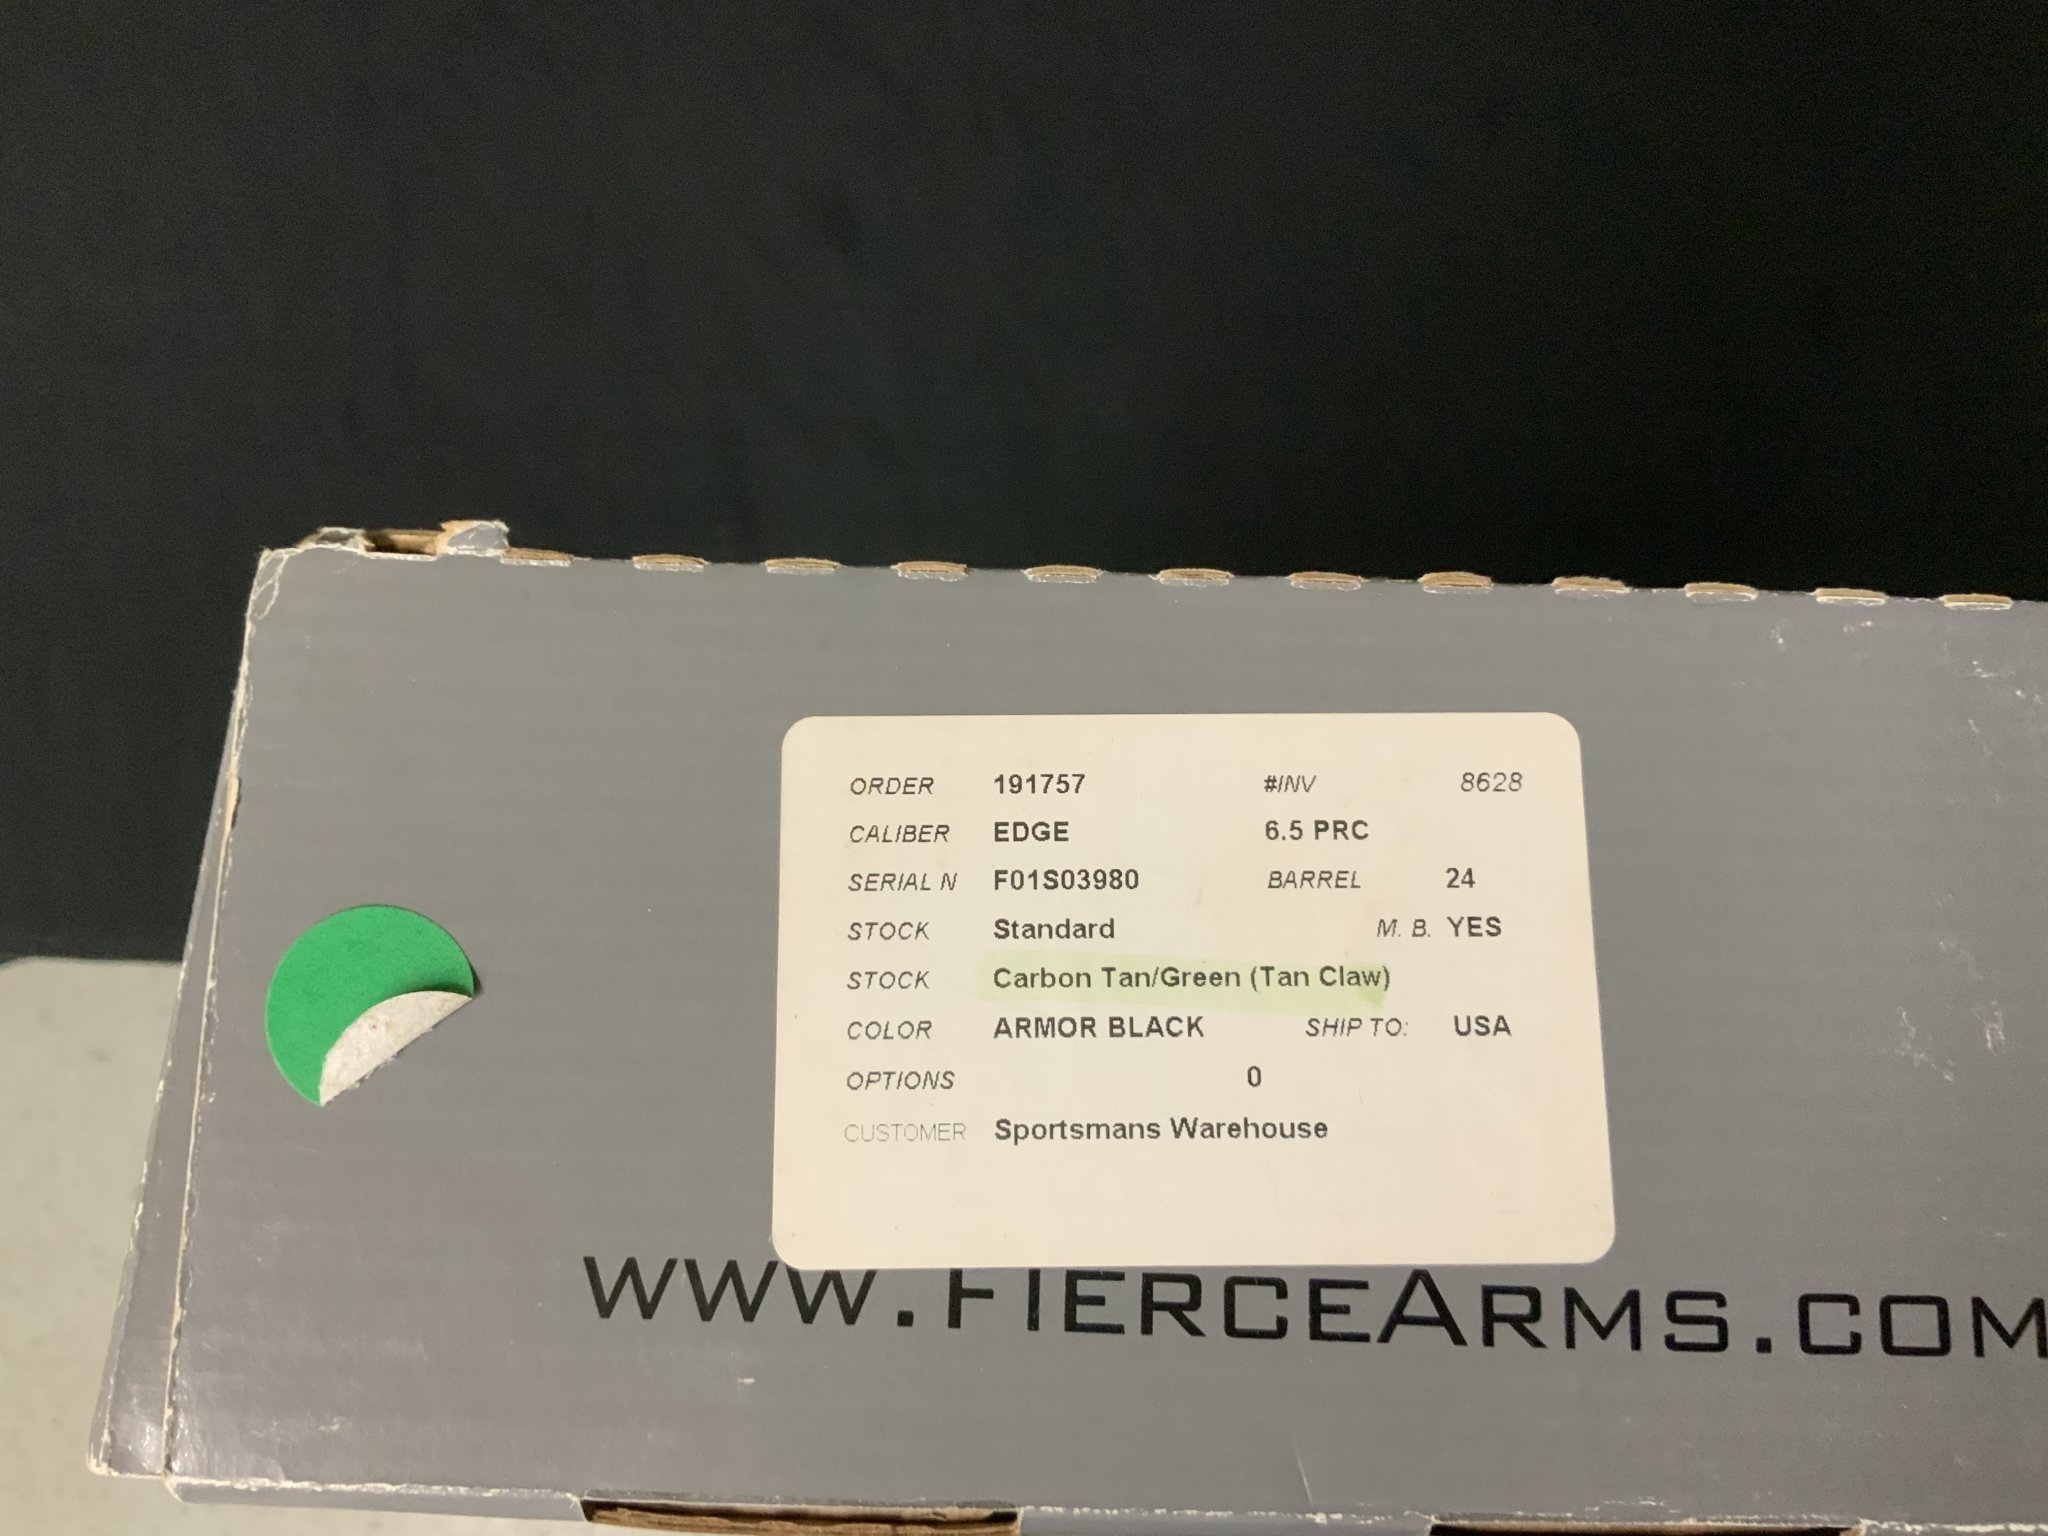 ORDER 191757 #INV 8628
CALIBER EDGE 6.5 PRC
SERIAL N F01S03980 BARREL 24
STOCK Standard M. B. YES
STOCK Carbon Tan/Green (Tan Claw)
COLOR ARMOR BLACK SHIP TO: USA
OPTIONS 0
CUSTOMER Sportsmans Warehouse
WWW.FIERCEARMS.COM